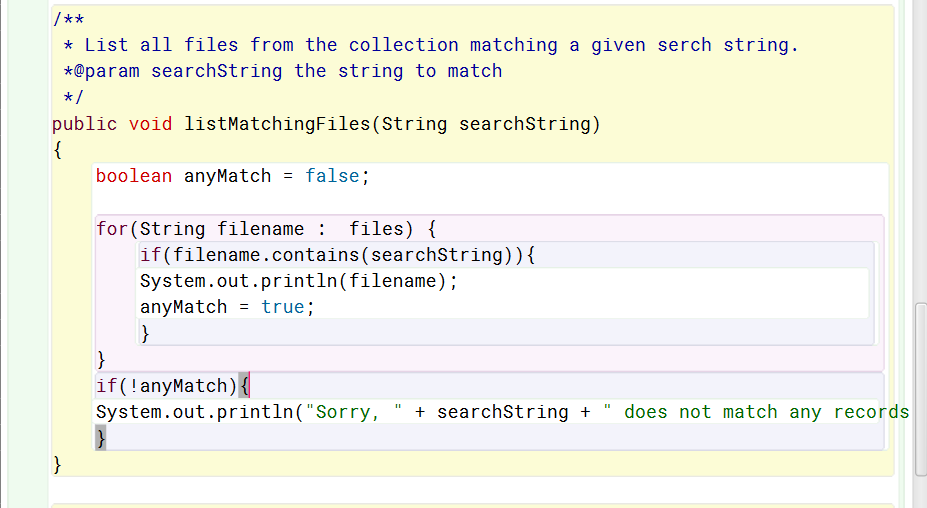 /**
 * List all files from the collection matching a given serch string.
 *@param searchString the string to match
 */
public void listMatchingFiles(String searchString)
{
    boolean anyMatch = false;
    for(String filename :  files) {
        if(filename.contains(searchString)){
        System.out.println(filename);
        anyMatch = true;
        }
    }
    if(!anyMatch){
    System.out.println("Sorry, " + searchString + " does not match any records
    }
}